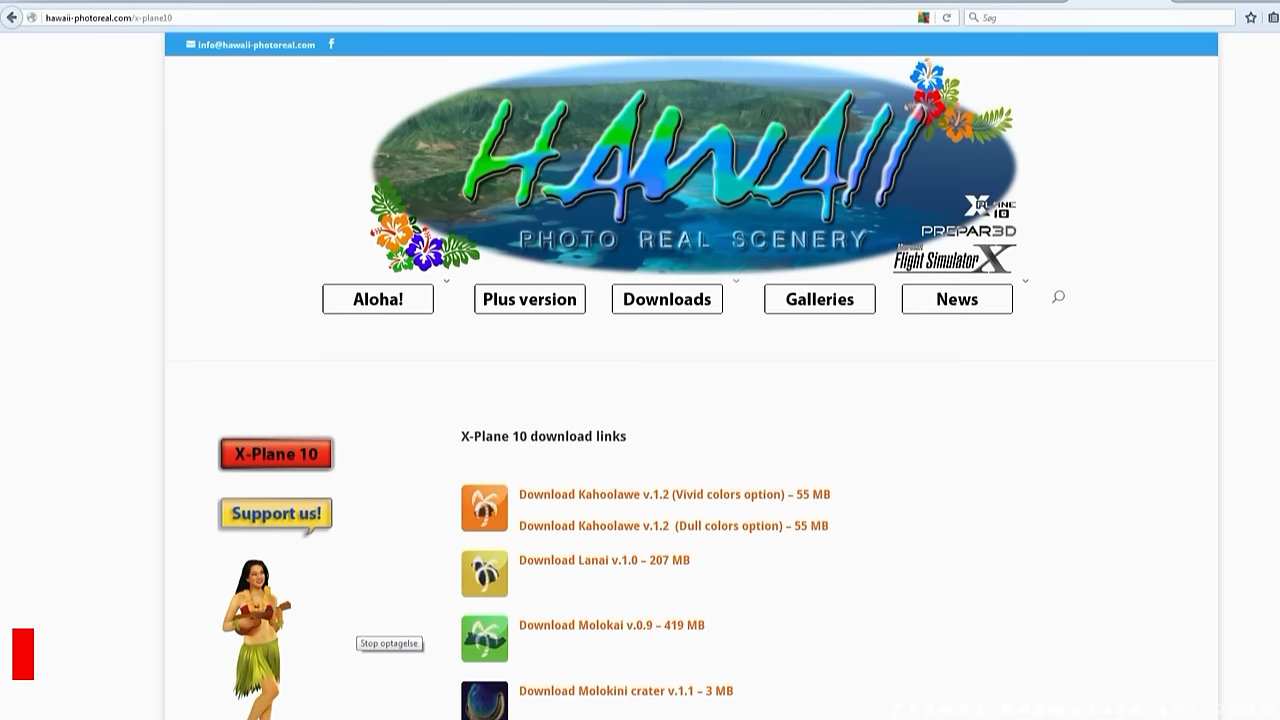 hawaii-photoreal.com/x-plane10
Søg
info@hawaii-photoreal.com
HAWAII
PHOTO REAL SCENERY
X PLANE 10
PREPAR3D
Microsoft Flight Simulator X
Aloha!
Plus version
Downloads
Galleries
News
X-Plane 10 download links
X-Plane 10
Download Kahoolawe v.1.2 (Vivid colors option) – 55 MB
Support us!
Download Kahoolawe v.1.2 (Dull colors option) – 55 MB
Download Lanai v.1.0 – 207 MB
Download Molokai v.0.9 – 419 MB
Stop optagelse
Download Molokini crater v.1.1 – 3 MB